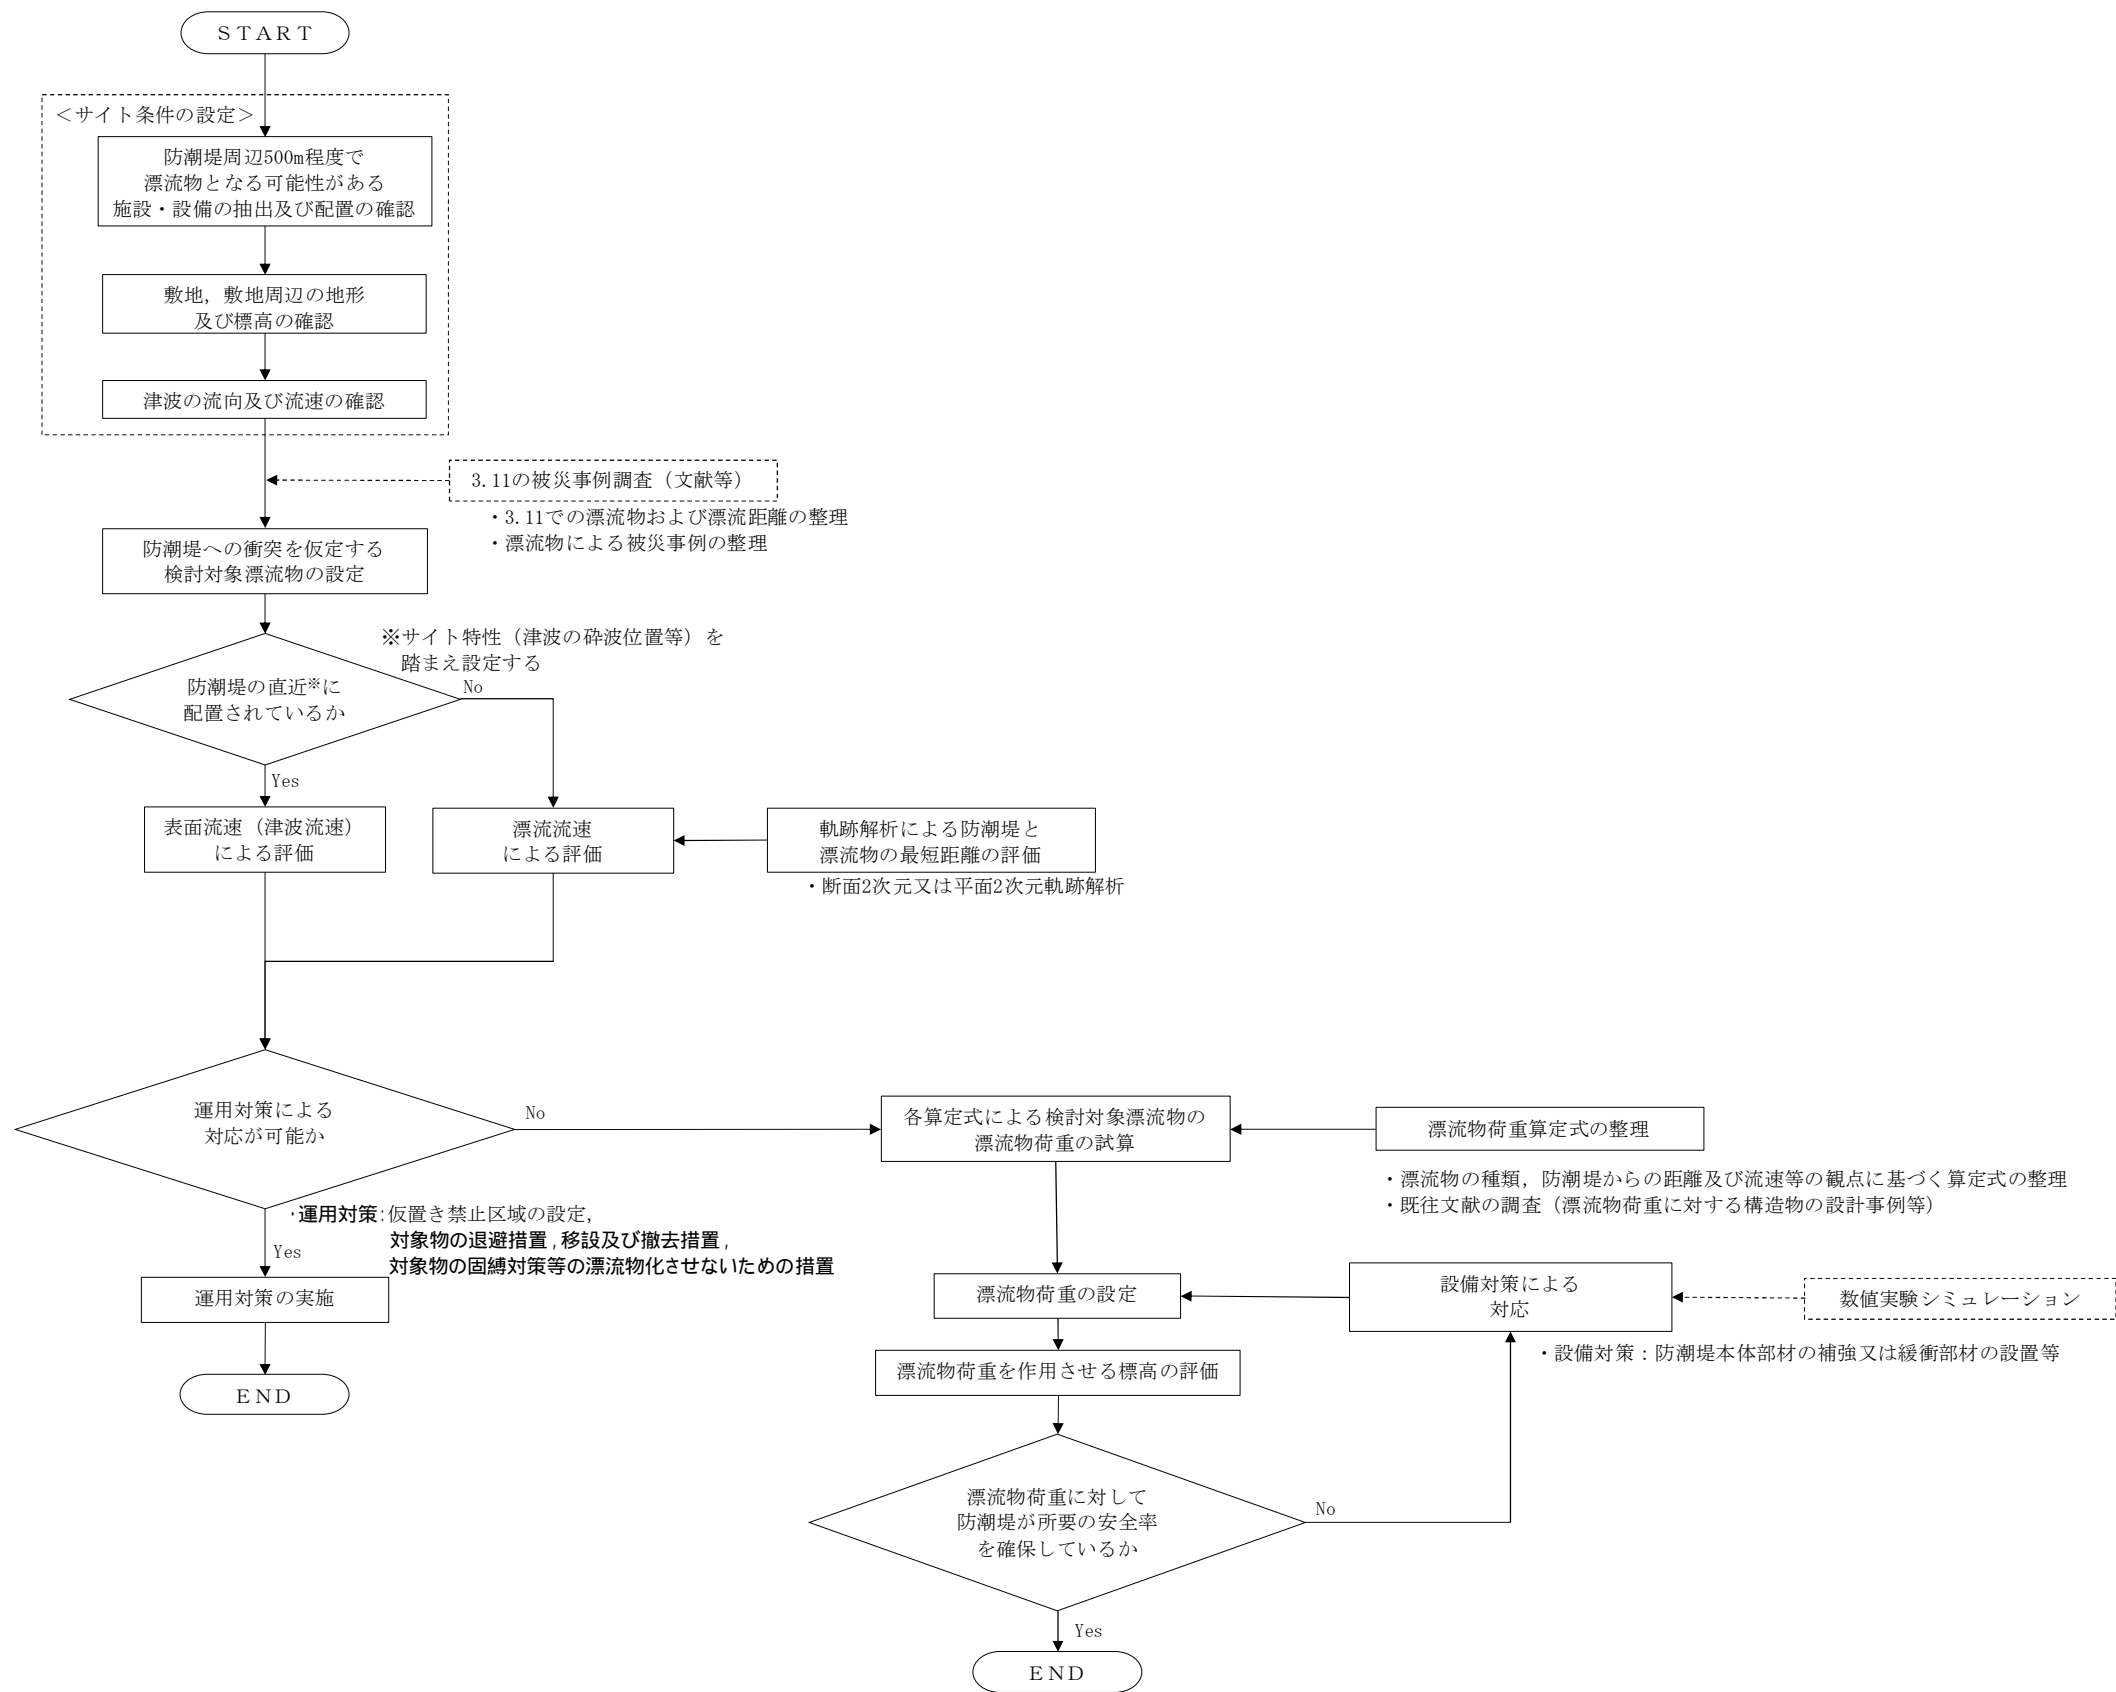 ＳＴＡＲＴ
＜サイト条件の設定＞
防潮堤周辺500m程度で
漂流物となる可能性がある
施設・設備の抽出及び配置の確認
敷地，敷地周辺の地形
及び標高の確認
津波の流向及び流速の確認
3.11の被災事例調査（文献等）
・3.11での漂流物および漂流距離の整理
・漂流物による被災事例の整理
防潮堤への衝突を仮定する
検討対象漂流物の設定
※サイト特性（津波の砕波位置等）を
踏まえ設定する
防潮堤の直近※に
配置されているか
No
Yes
表面流速（津波流速）
による評価
漂流流速
による評価
軌跡解析による防潮堤と
漂流物の最短距離の評価
・断面2次元又は平面2次元軌跡解析
運用対策による
対応が可能か
No
各算定式による検討対象漂流物の
漂流物荷重の試算
漂流物荷重算定式の整理
・漂流物の種類，防潮堤からの距離及び流速等の観点に基づく算定式の整理
・既往文献の調査（漂流物荷重に対する構造物の設計事例等）
・運用対策：仮置き禁止区域の設定，
対象物の退避措置，移設及び撤去措置，
対象物の固縛対策等の漂流物化させないための措置
Yes
運用対策の実施
ＥＮＤ
漂流物荷重の設定
設備対策による
対応
数値実験シミュレーション
・設備対策：防潮堤本体部材の補強又は緩衝部材の設置等
漂流物荷重を作用させる標高の評価
漂流物荷重に対して
防潮堤が所要の安全率
を確保しているか
No
Yes
ＥＮＤ